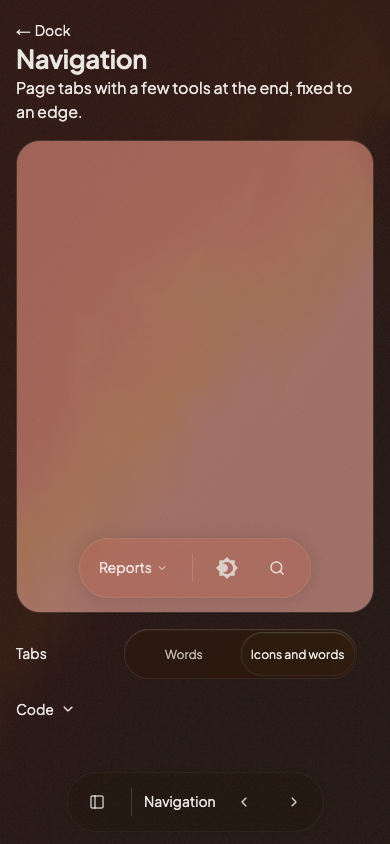 ← Dock
Navigation
Page tabs with a few tools at the end, fixed to
an edge.
Reports
Tabs
Words
Icons and words
Code
Navigation